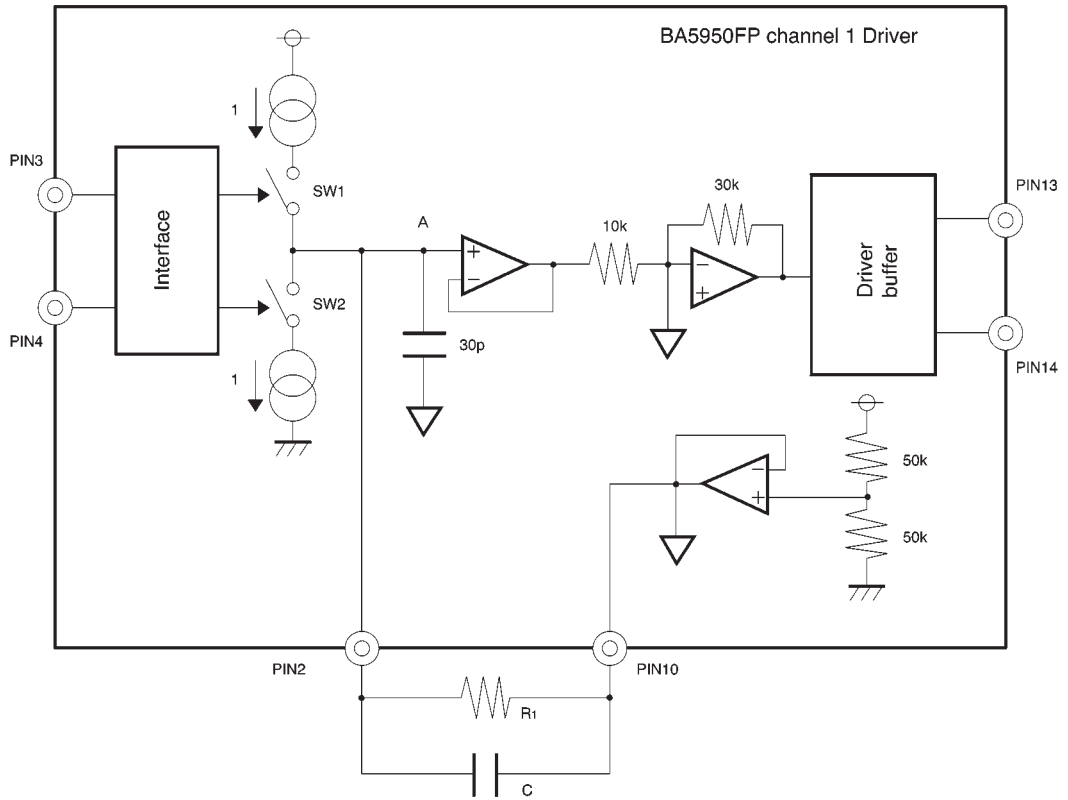 BA5950FP channel 1 Driver
1
PIN3
SW1
PIN13
30k
A
10k
+
−
−
+
Interface
Driver
buffer
SW2
PIN4
30p
PIN14
1
50k
−
+
50k
PIN2
PIN10
R1
C